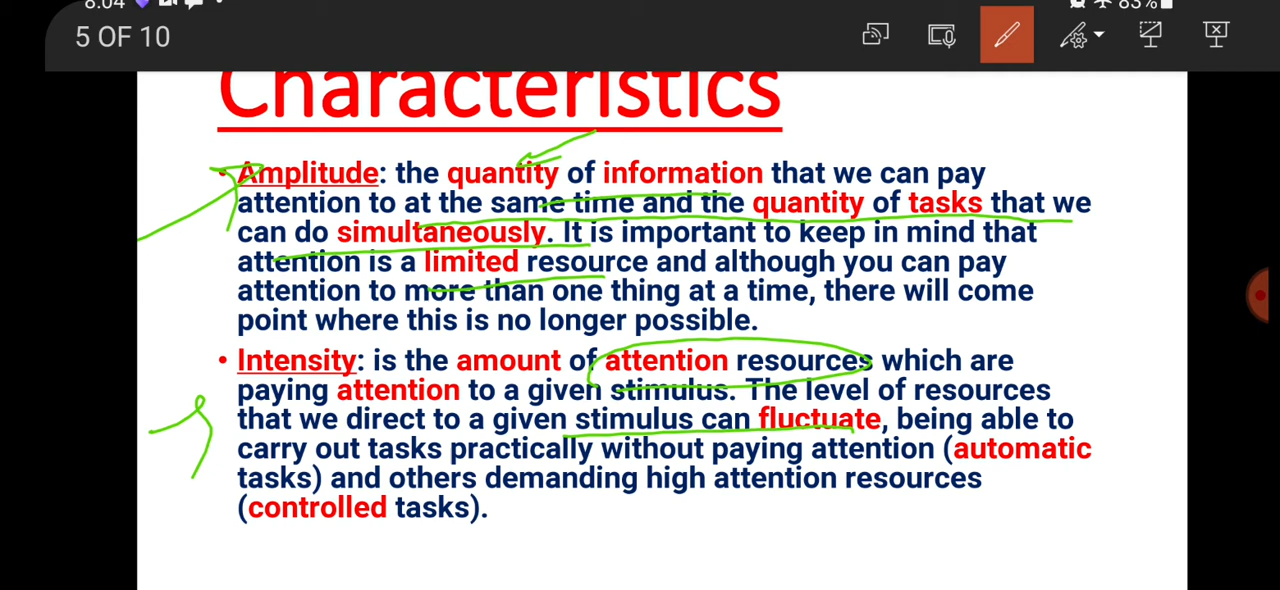 8:04
83%
5 OF 10
Characteristics
• Amplitude: the quantity of information that we can pay
attention to at the same time and the quantity of tasks that we
can do simultaneously. It is important to keep in mind that
attention is a limited resource and although you can pay
attention to more than one thing at a time, there will come
point where this is no longer possible.
• Intensity: is the amount of attention resources which are
paying attention to a given stimulus. The level of resources
that we direct to a given stimulus can fluctuate, being able to
carry out tasks practically without paying attention (automatic
tasks) and others demanding high attention resources
(controlled tasks).